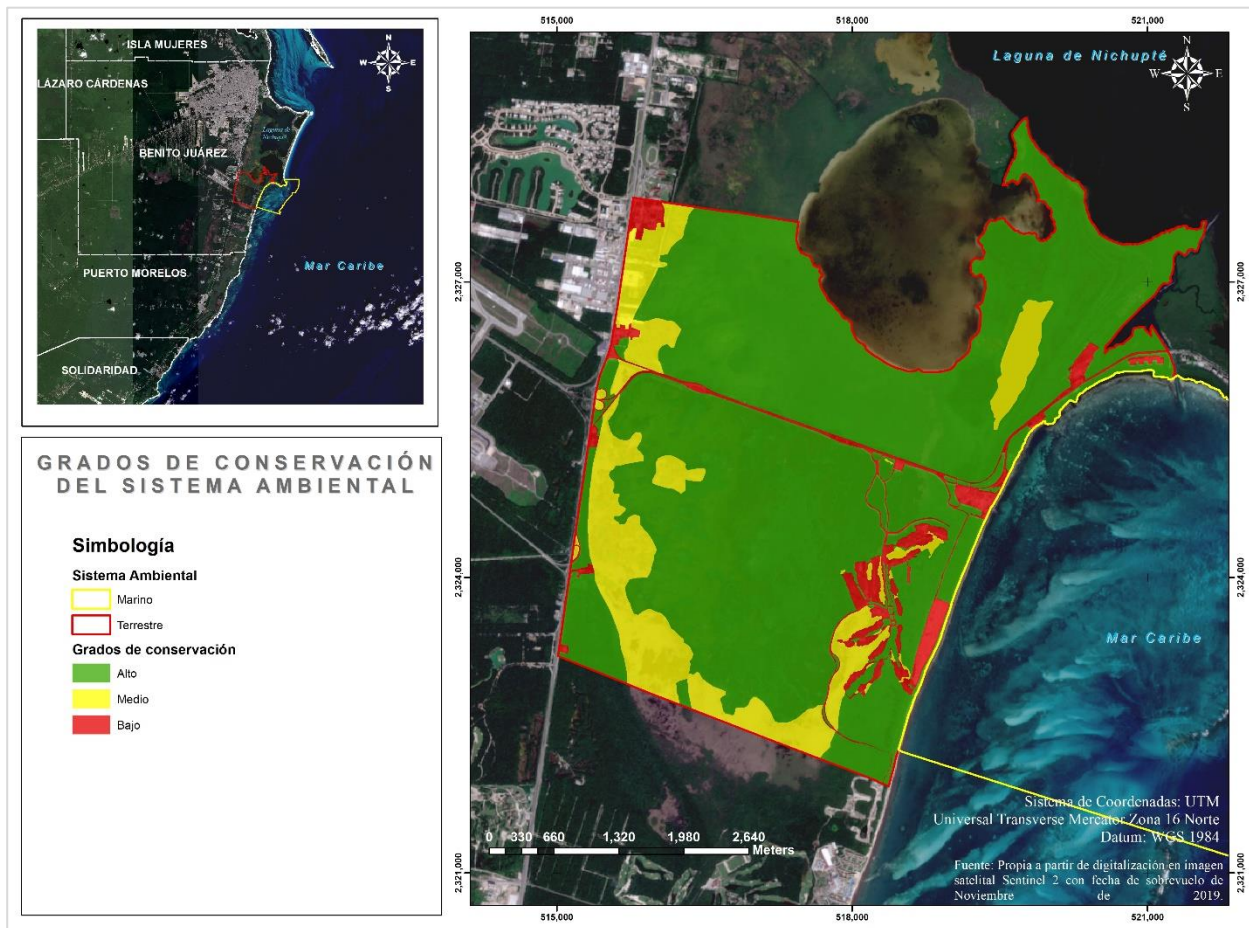 ISLA MUJERES
LÁZARO CÁRDENAS
Laguna de
Nichupté
BENITO JUÁREZ
PUERTO MORELOS
Mar Caribe
SOLIDARIDAD
N
W E
S
GRADOS DE CONSERVACIÓN
DEL SISTEMA AMBIENTAL
Simbología
Sistema Ambiental
Marino
Terrestre
Grados de conservación
Alto
Medio
Bajo
515,000 518,000 521,000
Laguna de Nichupté
N
W E
S
2,327,000 2,327,000
2,324,000 2,324,000
Mar Caribe
Sistema de Coordenadas: UTM
Universal Transverse Mercator Zona 16 Norte
Datum: WGS 1984
0 330 660 1,320 1,980 2,640
Meters
Fuente: Propia a partir de digitalización en imagen
satelital Sentinel 2 con fecha de sobrevuelo de
Noviembre de 2019.
2,321,000 2,321,000
515,000 518,000 521,000